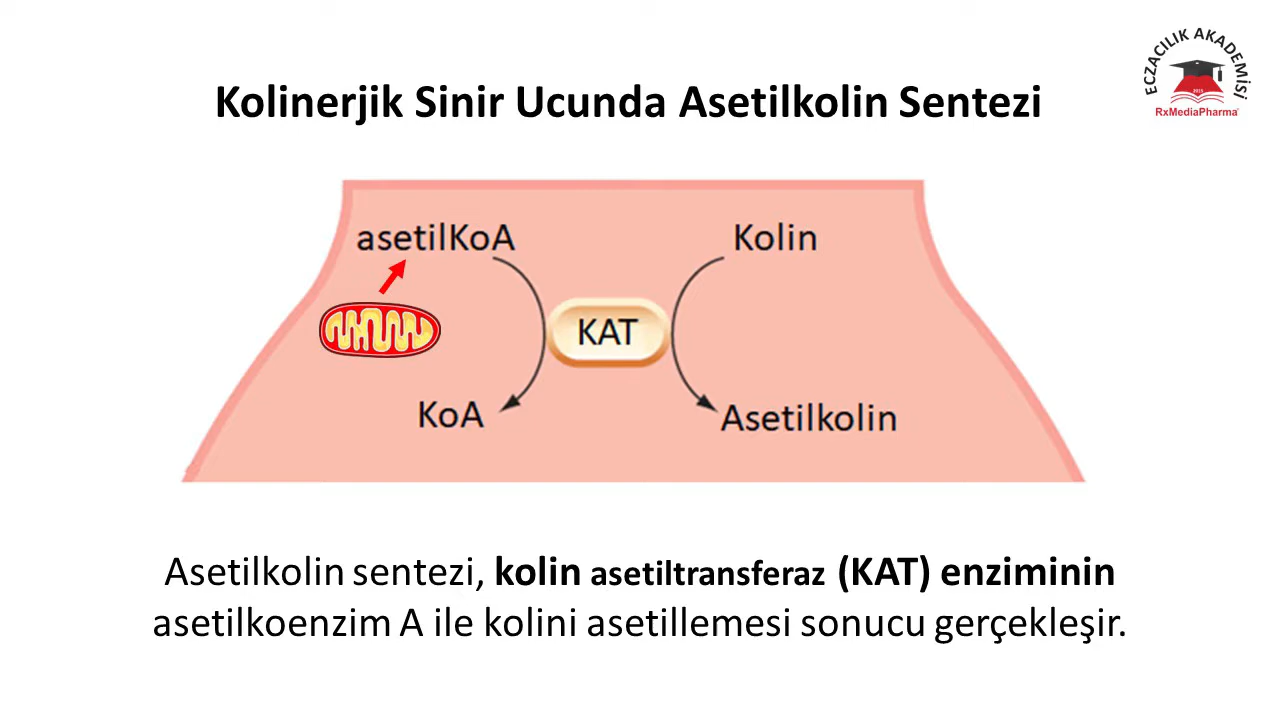 ECZACILIK AKADEMİSİ
2015
RxMediaPharma®
Kolinerjik Sinir Ucunda Asetilkolin Sentezi
asetilKoA
Kolin
KAT
KoA
Asetilkolin
Asetilkolin sentezi, kolin asetiltransferaz (KAT) enziminin
asetilkoenzim A ile kolini asetillemesi sonucu gerçekleşir.